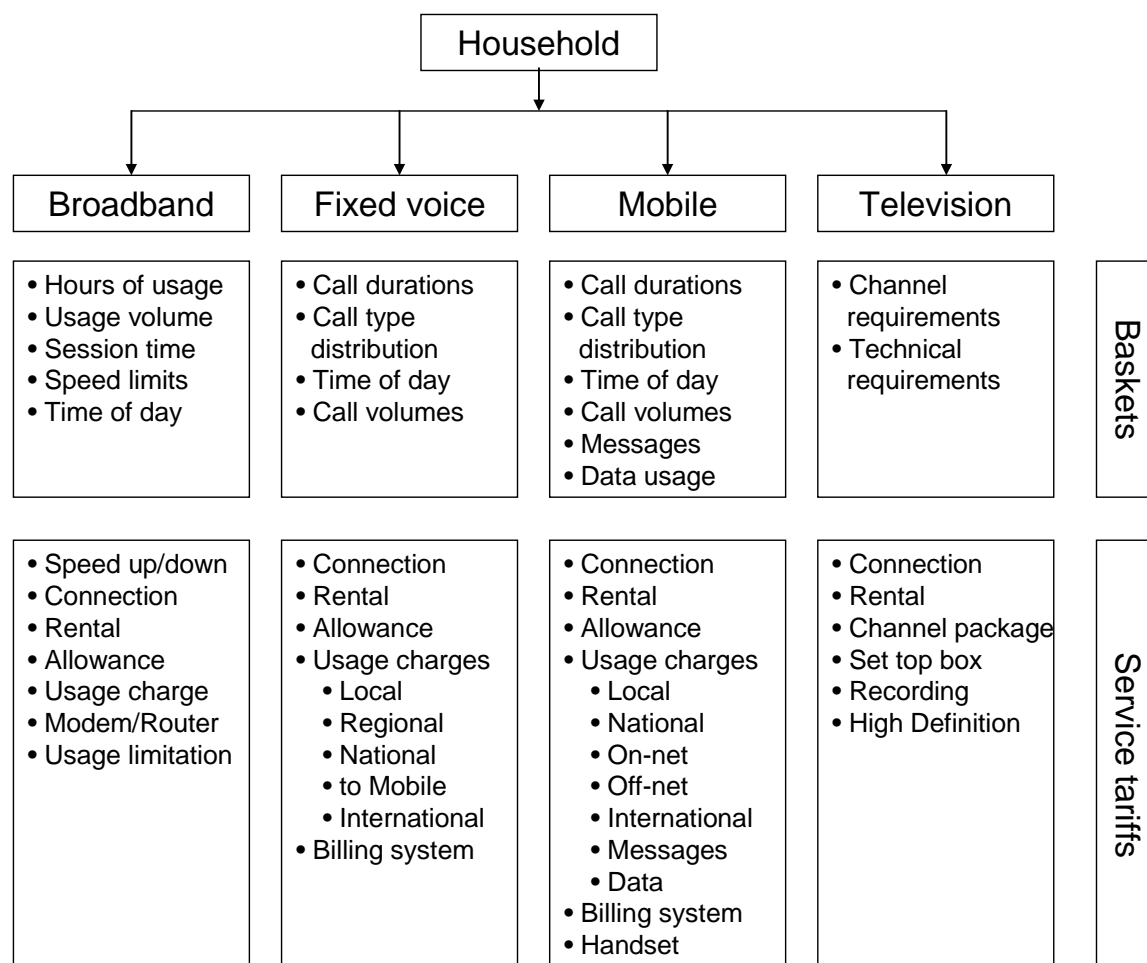 Household
Broadband
Fixed voice
Mobile
Television
• Hours of usage
• Usage volume
• Session time
• Speed limits
• Time of day
• Call durations
• Call type
distribution
• Time of day
• Call volumes
• Call durations
• Call type
distribution
• Time of day
• Call volumes
• Messages
• Data usage
• Channel
requirements
• Technical
requirements
Baskets
• Speed up/down
• Connection
• Rental
• Allowance
• Usage charge
• Modem/Router
• Usage limitation
• Connection
• Rental
• Allowance
• Usage charges
• Local
• Regional
• National
• to Mobile
• International
• Billing system
• Connection
• Rental
• Allowance
• Usage charges
• Local
• National
• On-net
• Off-net
• International
• Messages
• Data
• Billing system
• Handset
• Connection
• Rental
• Channel package
• Set top box
• Recording
• High Definition
Service tariffs